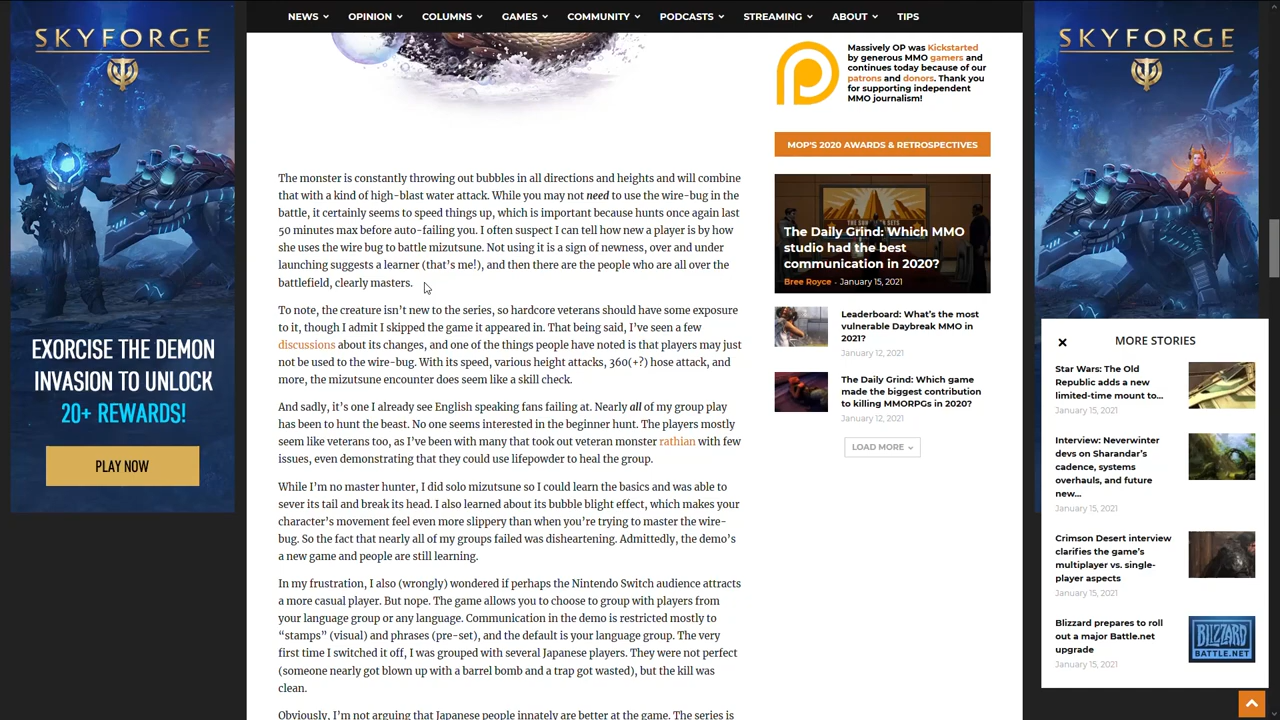 NEWS OPINION COLUMNS GAMES COMMUNITY PODCASTS STREAMING ABOUT TIPS
SKYFORGE
EXORCISE THE DEMON
INVASION TO UNLOCK
20+ REWARDS!
PLAY NOW
The monster is constantly throwing out bubbles in all directions and heights and will combine
that with a kind of high-blast water attack. While you may not need to use the wire-bug in the
battle, it certainly seems to speed things up, which is important because hunts once again last
50 minutes max before auto-failing you. I often suspect I can tell how new a player is by how
she uses the wire bug to battle mizutsune. Not using it is a sign of newness, over and under
launching suggests a learner (that's me!), and then there are the people who are all over the
battlefield, clearly masters.
To note, the creature isn't new to the series, so hardcore veterans should have some exposure
to it, though I admit I skipped the game it appeared in. That being said, I've seen a few
discussions about its changes, and one of the things people have noted is that players may just
not be used to the wire-bug. With its speed, various height attacks, 360(+?) hose attack, and
more, the mizutsune encounter does seem like a skill check.
And sadly, it's one I already see English speaking fans failing at. Nearly all of my group play
has been to hunt the beast. No one seems interested in the beginner hunt. The players mostly
seem like veterans too, as I've been with many that took out veteran monster rathian with few
issues, even demonstrating that they could use lifepowder to heal the group.
While I'm no master hunter, I did solo mizutsune so I could learn the basics and was able to
sever its tail and break its head. I also learned about its bubble blight effect, which makes your
character's movement feel even more slippery than when you're trying to master the wire-
bug. So the fact that nearly all of my groups failed was disheartening. Admittedly, the demo's
a new game and people are still learning.
In my frustration, I also (wrongly) wondered if perhaps the Nintendo Switch audience attracts
a more casual player. But nope. The game allows you to choose to group with players from
your language group or any language. Communication in the demo is restricted mostly to
“stamps” (visual) and phrases (pre-set), and the default is your language group. The very
first time I switched it off, I was grouped with several Japanese players. They were not perfect
(someone nearly got blown up with a barrel bomb and a trap got wasted), but the kill was
clean.
Obviously, I'm not arguing that Japanese people innately are better at the game. The series is
Massively OP was Kickstarted
by generous MMO gamers and
continues today because of our
patrons and donors. Thank you
for supporting independent
MMO journalism!
MOP'S 2020 AWARDS & RETROSPECTIVES
The Daily Grind: Which MMO
studio had the best
communication in 2020?
Bree Royce - January 15, 2021
Leaderboard: What's the most
vulnerable Daybreak MMO in
2021?
January 12, 2021
The Daily Grind: Which game
made the biggest contribution
to killing MMORPGs in 2020?
January 12, 2021
LOAD MORE
SKYFORGE
MORE STORIES
Star Wars: The Old
Republic adds a new
limited-time mount to...
January 15, 2021
Interview: Neverwinter
devs on Sharandar's
cadence, systems
overhauls, and future
new...
January 15, 2021
Crimson Desert interview
clarifies the game's
multiplayer vs. single-
player aspects
January 15, 2021
Blizzard prepares to roll
out a major Battle.net
upgrade
January 15, 2021
BLIZZARD
BATTLE.NET